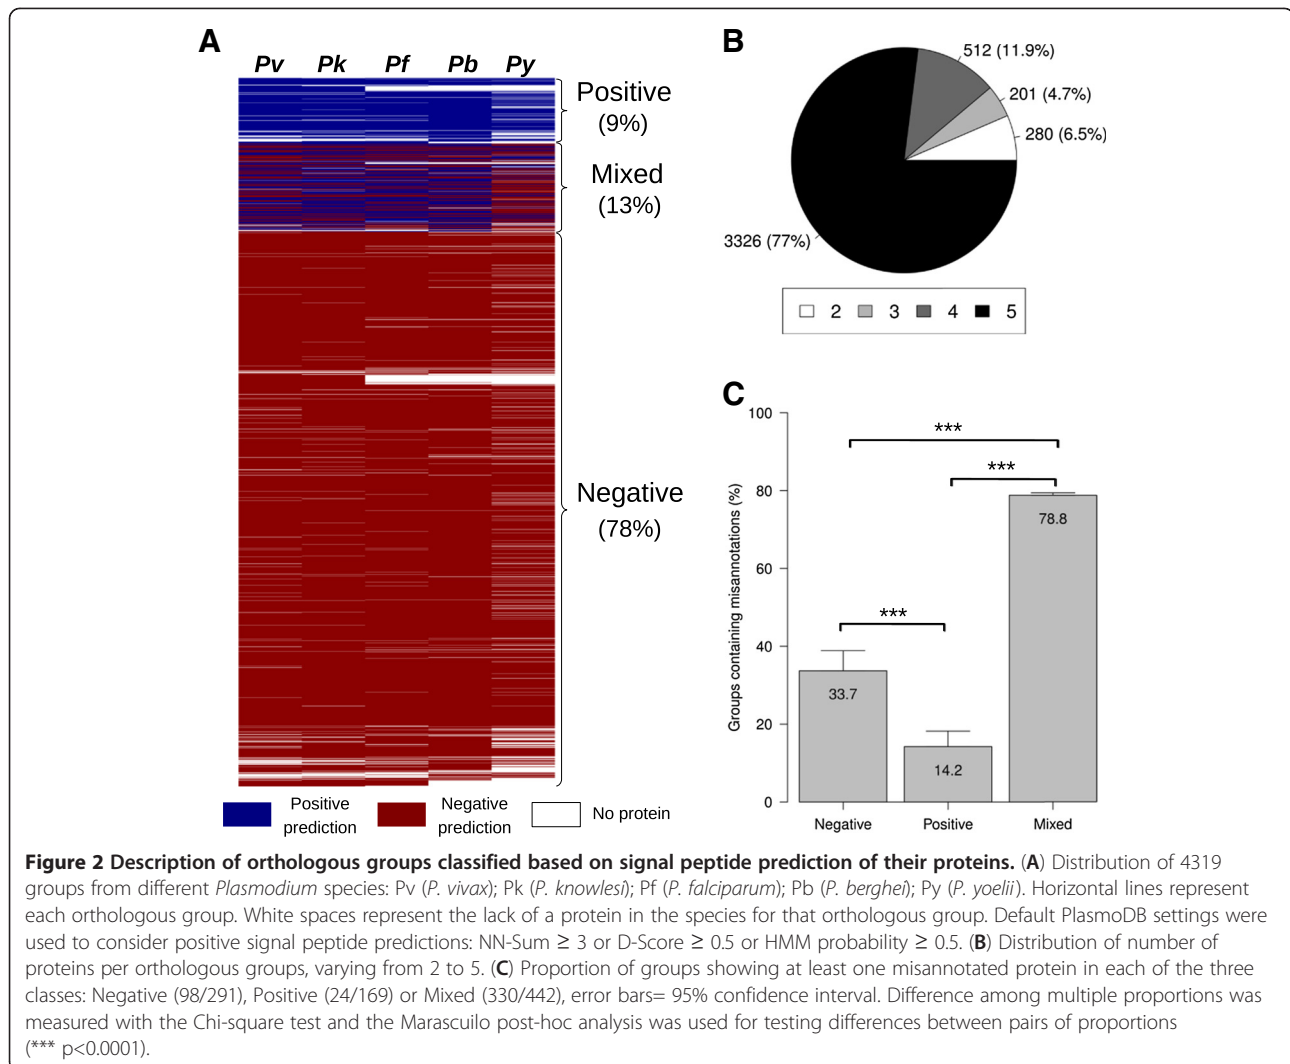 A
Pv Pk Pf Pb Py
Positive
(9%)
Mixed
(13%)
Negative
(78%)
Positive
prediction
Negative
prediction
No protein
B
512 (11.9%)
201 (4.7%)
280 (6.5%)
3326 (77%)
2 3 4 5
C
Groups containing misannotations (%)
100
80
60
40
20
0
***
***
***
33.7
14.2
78.8
Negative Positive Mixed
Figure 2 Description of orthologous groups classified based on signal peptide prediction of their proteins. (A) Distribution of 4319
groups from different Plasmodium species: Pv (P. vivax); Pk (P. knowlesi); Pf (P. falciparum); Pb (P. berghei); Py (P. yoelii). Horizontal lines represent
each orthologous group. White spaces represent the lack of a protein in the species for that orthologous group. Default PlasmoDB settings were
used to consider positive signal peptide predictions: NN-Sum ≥ 3 or D-Score ≥ 0.5 or HMM probability ≥ 0.5. (B) Distribution of number of
proteins per orthologous groups, varying from 2 to 5. (C) Proportion of groups showing at least one misannotated protein in each of the three
classes: Negative (98/291), Positive (24/169) or Mixed (330/442), error bars= 95% confidence interval. Difference among multiple proportions was
measured with the Chi-square test and the Marascuilo post-hoc analysis was used for testing differences between pairs of proportions
(*** p<0.0001).